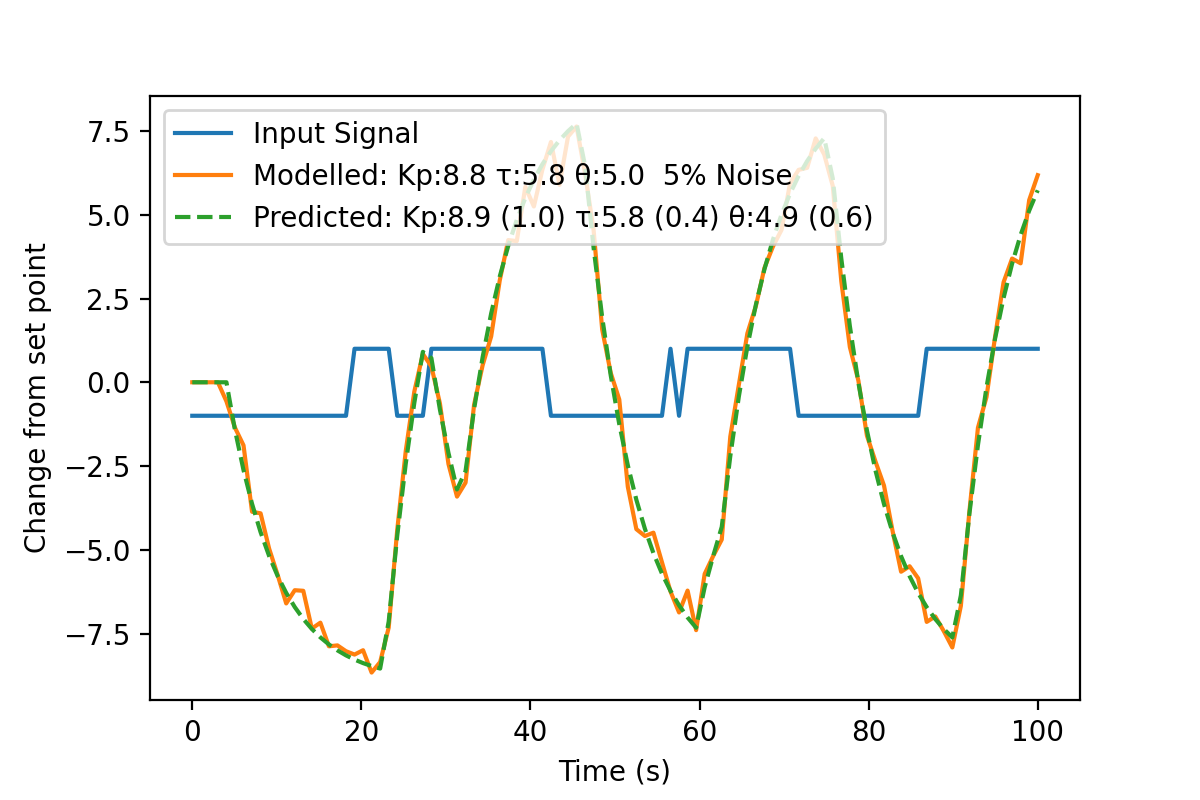 Input Signal
Modelled: Kp:8.8 τ:5.8 θ:5.0  5% Noise
Predicted: Kp:8.9 (1.0) τ:5.8 (0.4) θ:4.9 (0.6)
Change from set point
7.5
5.0
2.5
0.0
−2.5
−5.0
−7.5
0 20 40 60 80 100
Time (s)